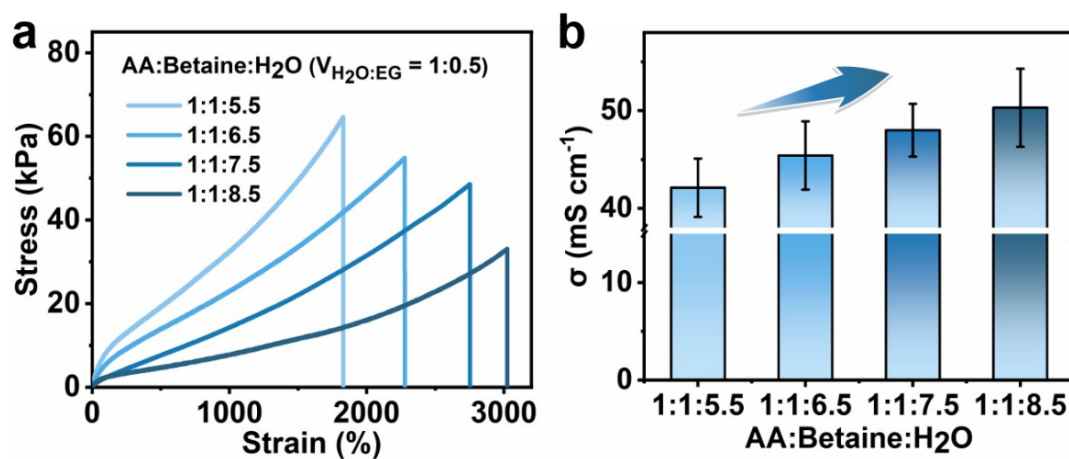 a
AA:Betaine:H₂O (V_H₂O:EG = 1:0.5)
1:1:5.5
1:1:6.5
1:1:7.5
1:1:8.5
Stress (kPa)
80
60
40
20
0
0 1000 2000 3000
Strain (%)
b
σ (mS cm⁻¹)
50
40
10
0
1:1:5.5 1:1:6.5 1:1:7.5 1:1:8.5
AA:Betaine:H₂O